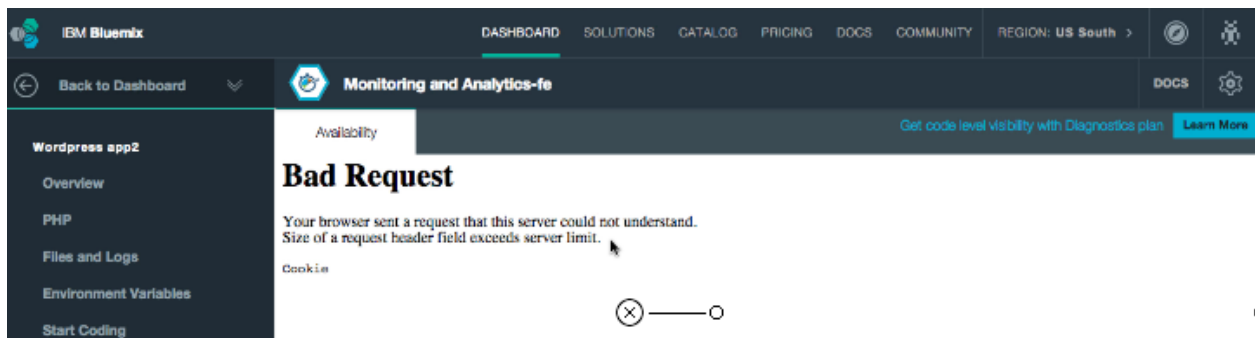 IBM Bluemix
DASHBOARD SOLUTIONS CATALOG PRICING DOCS COMMUNITY REGION: US South >
Back to Dashboard
Monitoring and Analytics-fe
DOCS
Availability
Get code level visibility with Diagnostics plan Learn More
Wordpress app2
Overview
PHP
Files and Logs
Environment Variables
Start Coding
Bad Request
Your browser sent a request that this server could not understand.
Size of a request header field exceeds server limit.
Cookie